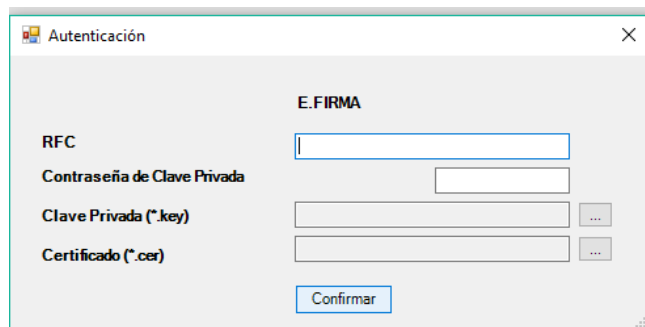 Autenticación
E.FIRMA
RFC
Contraseña de Clave Privada
Clave Privada (*.key)
...
Certificado (*.cer)
...
Confirmar